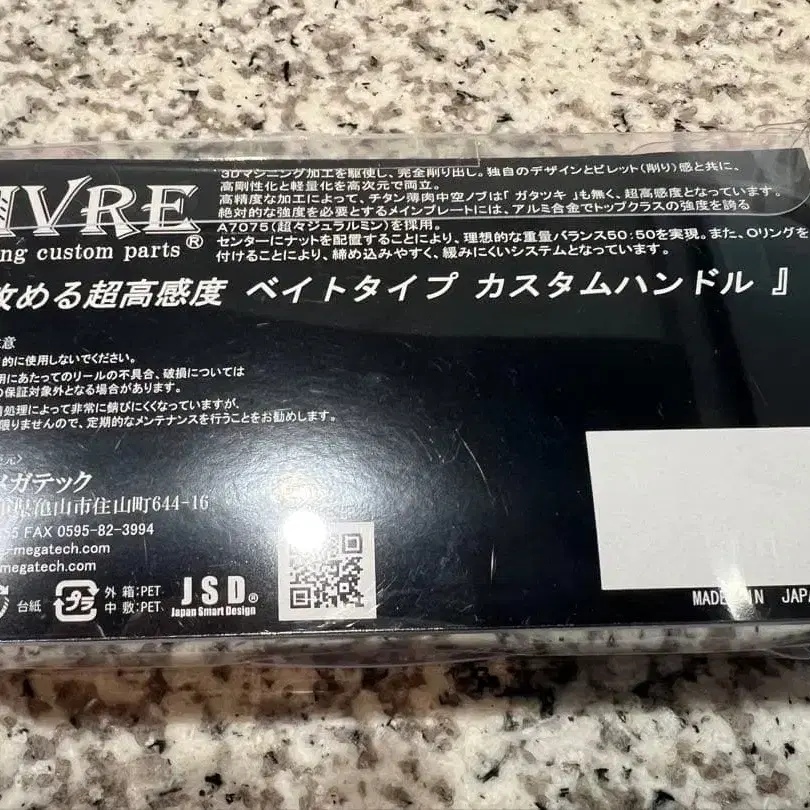 IVRE
ng custom parts®
3Dマシニング加工を駆使し、完全削り出し。独自のデザインとビレット(削り)感と共に、
高剛性化と軽量化を高次元で両立。
高精度な加工によって、チタン薄肉中空ノブは「ガタツキ」も無く、超高感度となっています。
絶対的な強度を必要とするメインプレートには、アルミ合金でトップクラスの強度を誇る
A7075(超々ジュラルミン)を採用。
センターにナットを配置することにより、理想的な重量バランス50:50を実現。また、Oリングを
付けることにより、締め込みやすく、緩みにくいシステムとなっています。
攻める超高感度 ベイトタイプ カスタムハンドル 』
意
的に使用しないでください。
用にあたってのリールの不具合、破損については
の保証対象外となる場合があります。
処理によって非常に錆びにくくなっていますが、
限りませんので、定期的なメンテナンスを行うことをお勧めします。
元>
メガテック
県亀山市住山町644-16
55 FAX 0595-82-3994
-megatech.com
-megatech.com
台紙
プラ
外 箱:PET
中 敷:PET
JSD®
Japan Smart Design
MADE IN JAPA